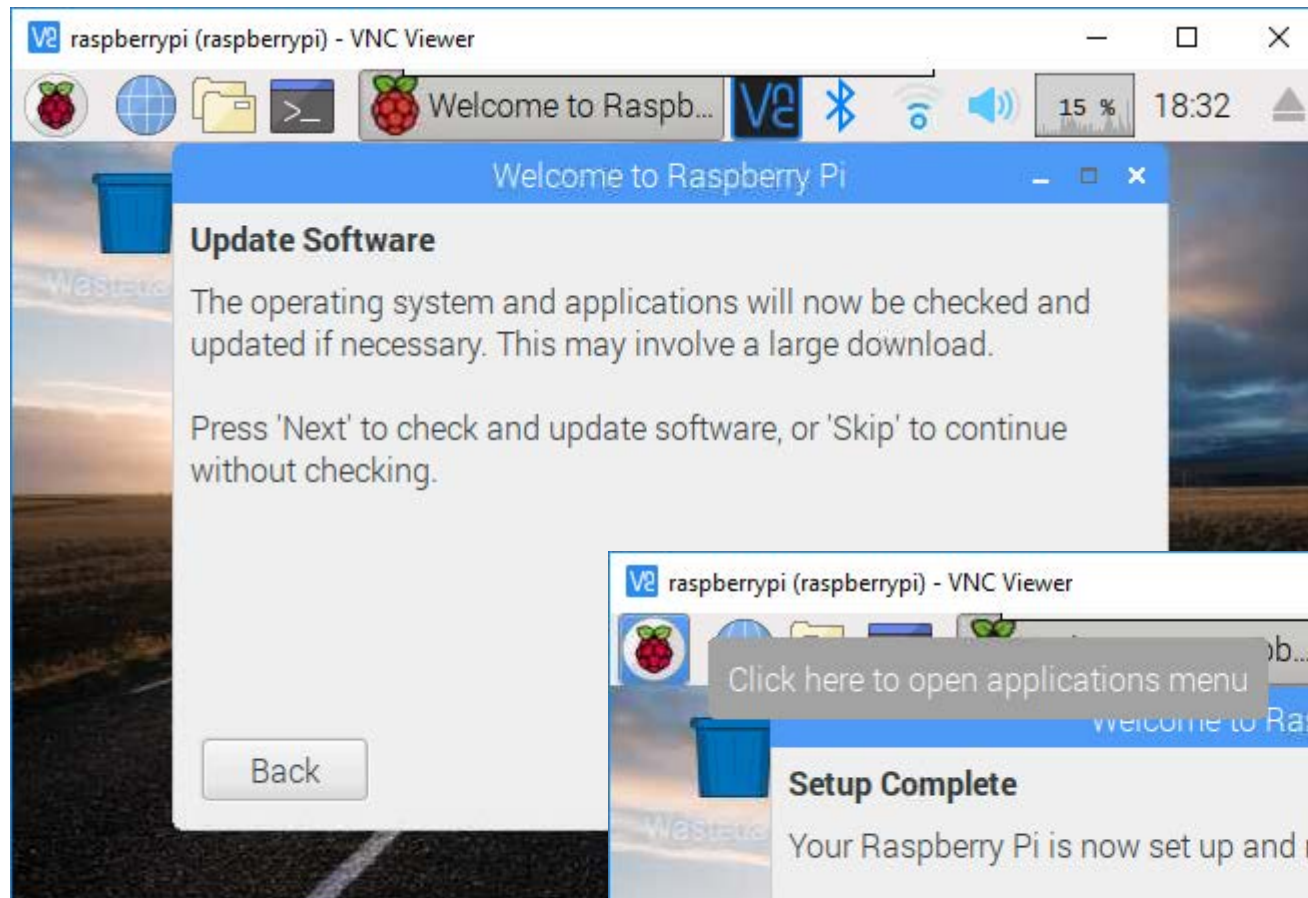 raspberrypi (raspberrypi) - VNC Viewer
Welcome to Raspb...
15 %
18:32
Welcome to Raspberry Pi
Update Software
The operating system and applications will now be checked and
updated if necessary. This may involve a large download.
Press 'Next' to check and update software, or 'Skip' to continue
without checking.
Back
raspberrypi (raspberrypi) - VNC Viewer
Click here to open applications menu
Setup Complete
Your Raspberry Pi is now set up and